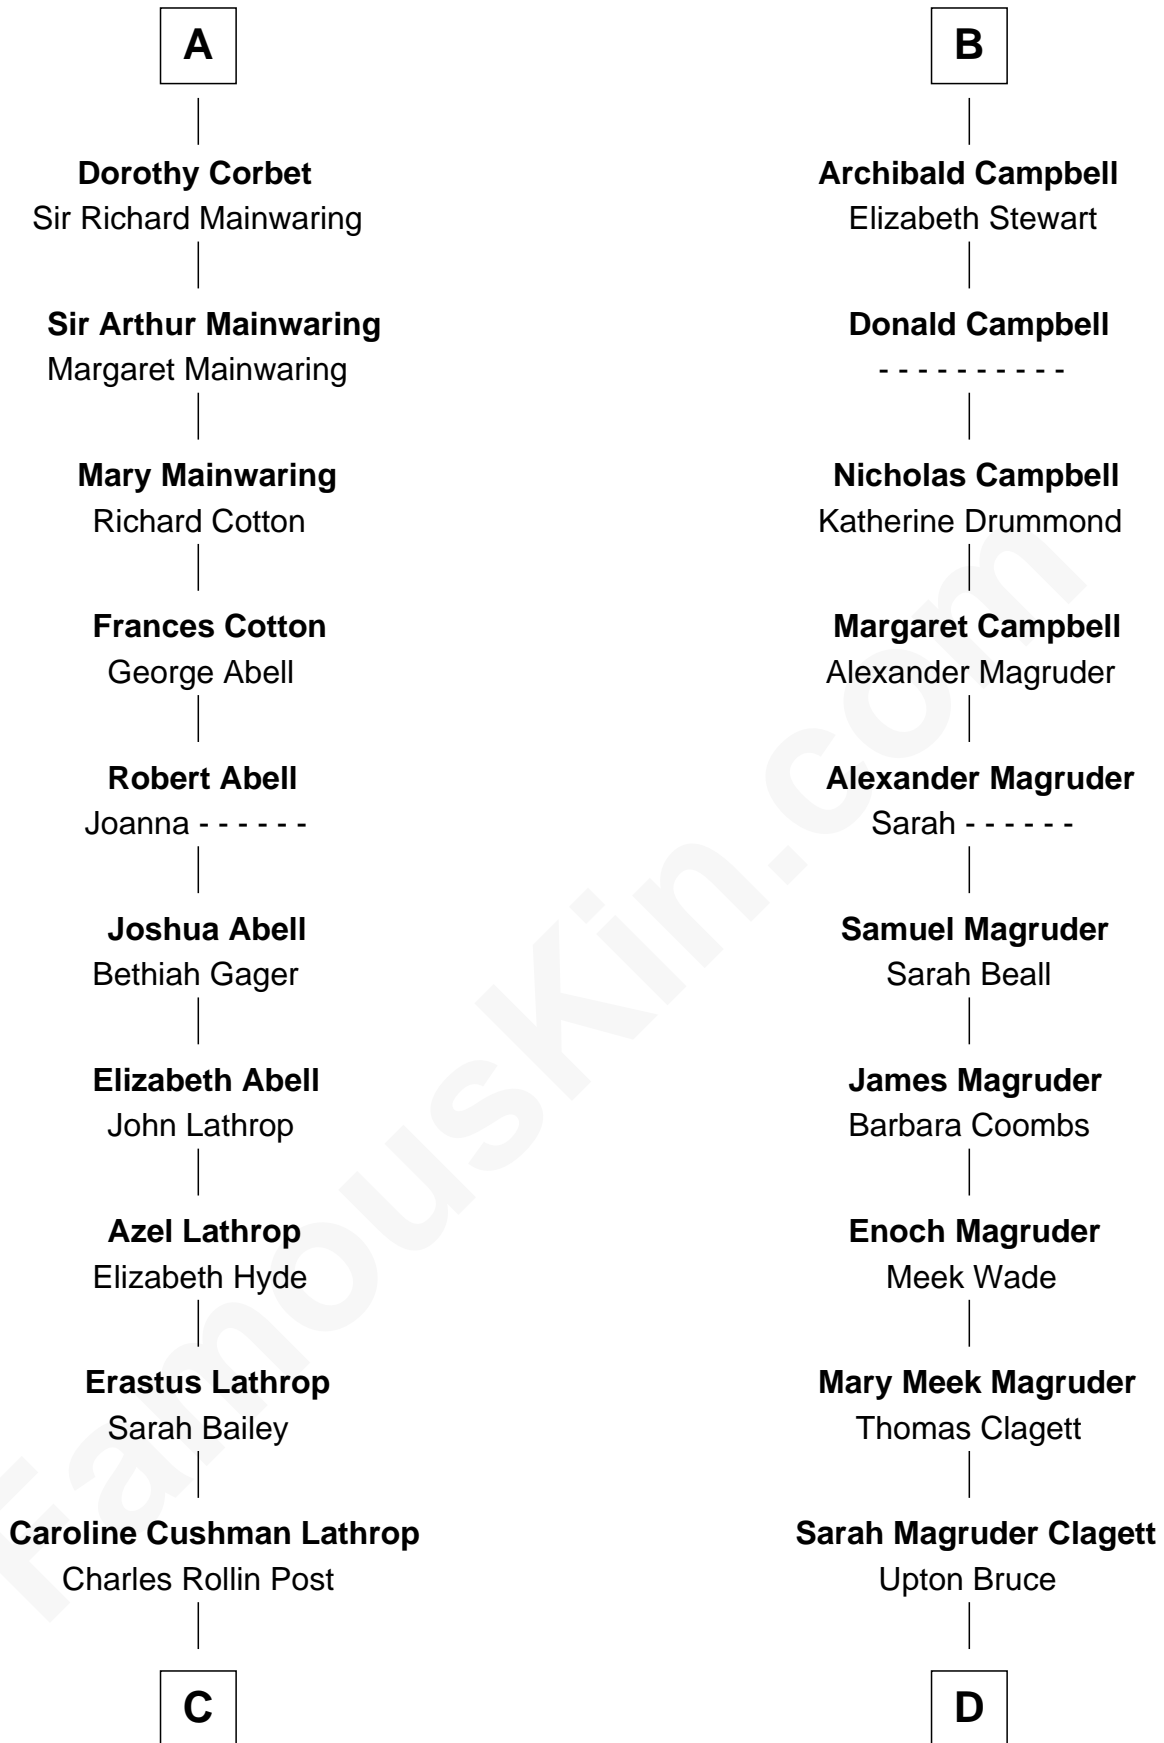 A
Dorothy Corbet
Sir Richard Mainwaring
Sir Arthur Mainwaring
Margaret Mainwaring
Mary Mainwaring
Richard Cotton
Frances Cotton
George Abell
Robert Abell
Joanna - - - - - -
Joshua Abell
Bethiah Gager
Elizabeth Abell
John Lathrop
Azel Lathrop
Elizabeth Hyde
Erastus Lathrop
Sarah Bailey
Caroline Cushman Lathrop
Charles Rollin Post
C
B
Archibald Campbell
Elizabeth Stewart
Donald Campbell
- - - - - - - - - -
Nicholas Campbell
Katherine Drummond
Margaret Campbell
Alexander Magruder
Alexander Magruder
Sarah - - - - - -
Samuel Magruder
Sarah Beall
James Magruder
Barbara Coombs
Enoch Magruder
Meek Wade
Mary Meek Magruder
Thomas Clagett
Sarah Magruder Clagett
Upton Bruce
D
FamousKin.com